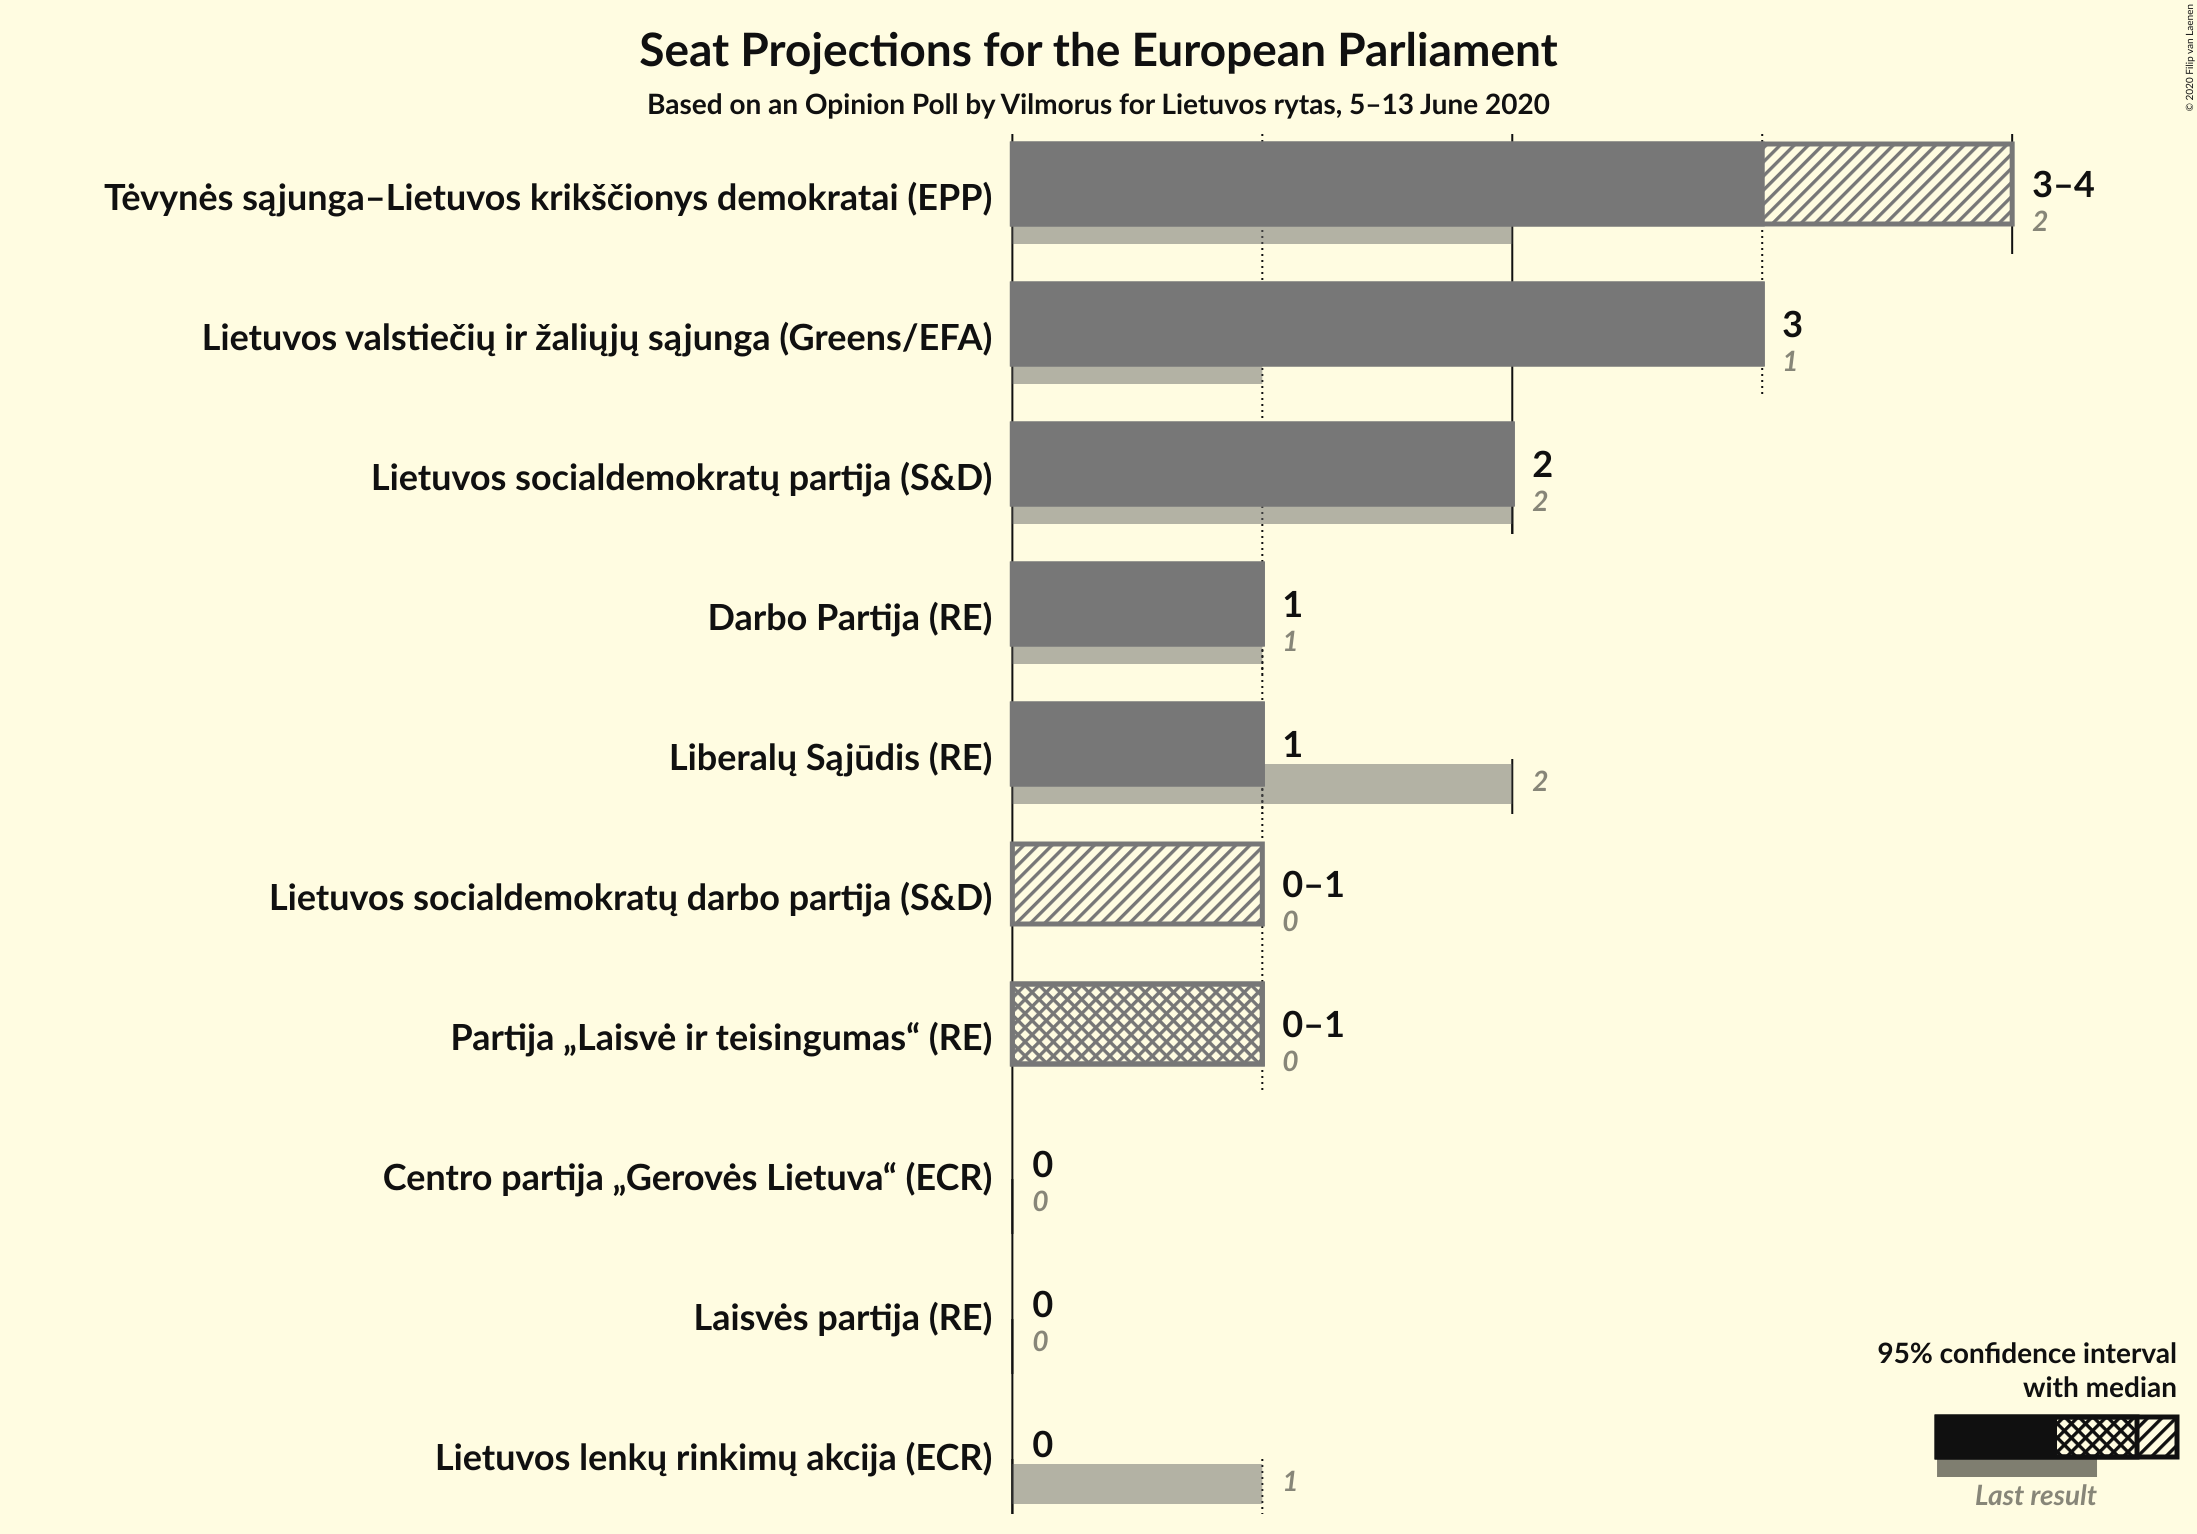 Seat Projections for the European Parliament
Based on an Opinion Poll by Vilmorus for Lietuvos rytas, 5–13 June 2020
© 2020 Filip van Laenen
Tėvynės sąjunga–Lietuvos krikščionys demokratai (EPP)
3–4
2
Lietuvos valstiečių ir žaliųjų sąjunga (Greens/EFA)
3
1
Lietuvos socialdemokratų partija (S&D)
2
2
Darbo Partija (RE)
1
1
Liberalų Sąjūdis (RE)
1
2
Lietuvos socialdemokratų darbo partija (S&D)
0–1
0
Partija „Laisvė ir teisingumas“ (RE)
0–1
0
Centro partija „Gerovės Lietuva“ (ECR)
0
0
Laisvės partija (RE)
0
0
Lietuvos lenkų rinkimų akcija (ECR)
0
1
95% confidence interval
with median
Last result